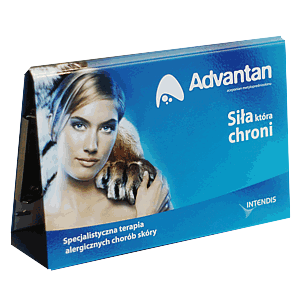 Advantan
Siła która
chroni
Specjalistyczna terapia
alergicznych chorób skóry
INTENDIS